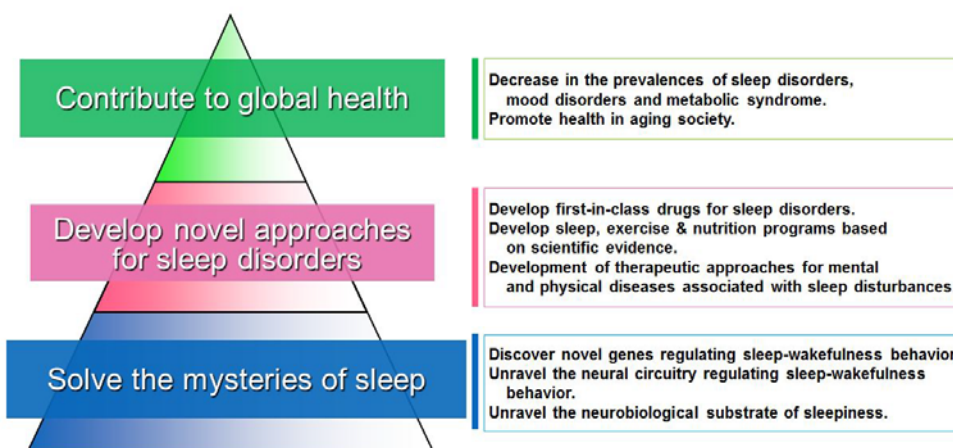 Contribute to global health
Decrease in the prevalences of sleep disorders,
mood disorders and metabolic syndrome.
Promote health in aging society.
Develop novel approaches
for sleep disorders
Develop first-in-class drugs for sleep disorders.
Develop sleep, exercise & nutrition programs based
on scientific evidence.
Development of therapeutic approaches for mental
and physical diseases associated with sleep disturbances
Solve the mysteries of sleep
Discover novel genes regulating sleep-wakefulness behavior
Unravel the neural circuitry regulating sleep-wakefulness
behavior.
Unravel the neurobiological substrate of sleepiness.